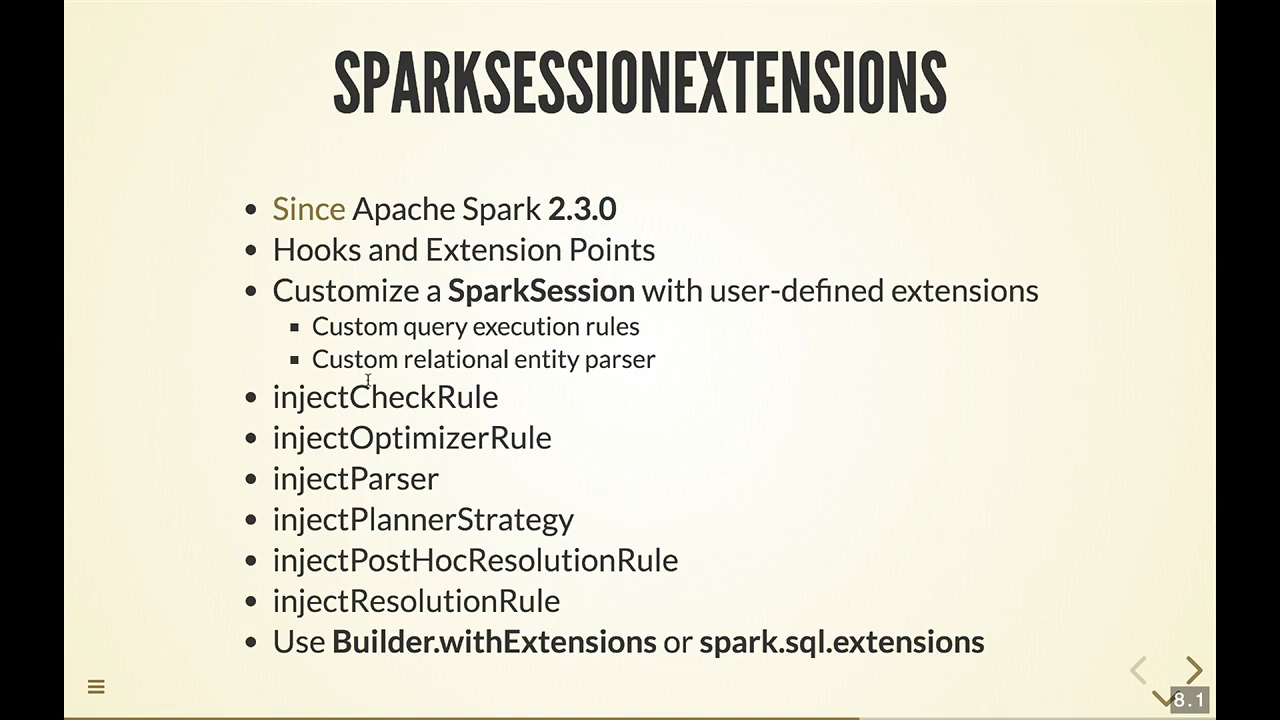 SPARKSESSIONEXTENSIONS
Since Apache Spark 2.3.0
Hooks and Extension Points
Customize a SparkSession with user-defined extensions
Custom query execution rules
Custom relational entity parser
injectCheckRule
injectOptimizerRule
injectParser
injectPlannerStrategy
injectPostHocResolutionRule
injectResolutionRule
Use Builder.withExtensions or spark.sql.extensions
8.1